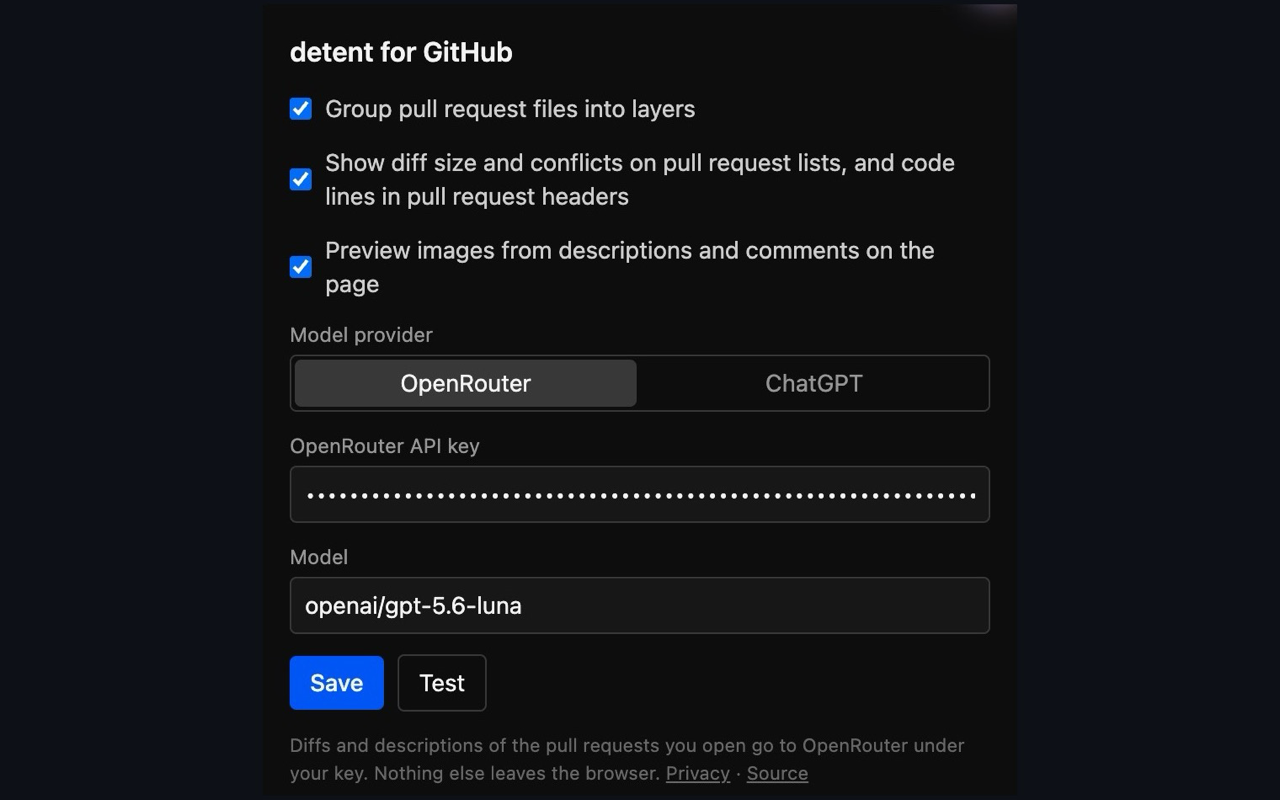 detent for GitHub
Group pull request files into layers
Show diff size and conflicts on pull request lists, and code
lines in pull request headers
Preview images from descriptions and comments on the
page
Model provider
OpenRouter
ChatGPT
OpenRouter API key
Model
openai/gpt-5.6-luna
Save
Test
Diffs and descriptions of the pull requests you open go to OpenRouter under
your key. Nothing else leaves the browser. Privacy · Source